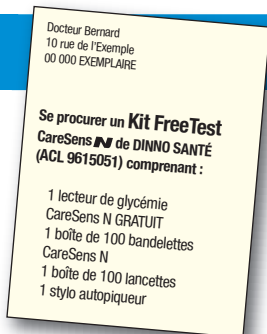 Docteur Bernard
10 rue de l'Exemple
00 000 EXEMPLAIRE
Se procurer un Kit FreeTest
CareSens N de DINNO SANTÉ
(ACL 9615051) comprenant :
1 lecteur de glycémie
CareSens N GRATUIT
1 boîte de 100 bandelettes
CareSens N
1 boîte de 100 lancettes
1 stylo autopiqueur